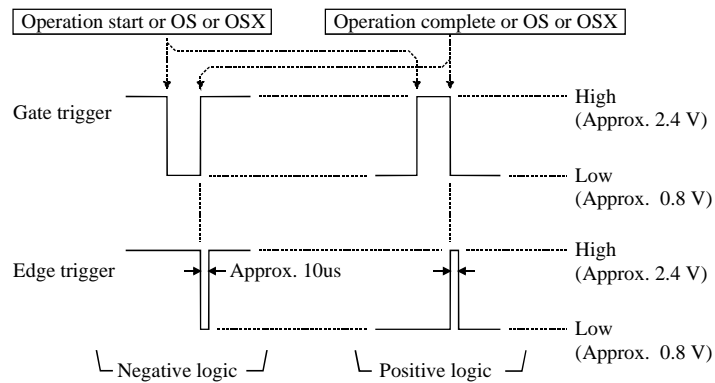 Operation start or OS or OSX
Operation complete or OS or OSX
Gate trigger
High
(Approx. 2.4 V)
Low
(Approx.  0.8 V)
Edge trigger
Approx. 10us
High
(Approx. 2.4 V)
Low
(Approx.  0.8 V)
Negative logic
Positive logic